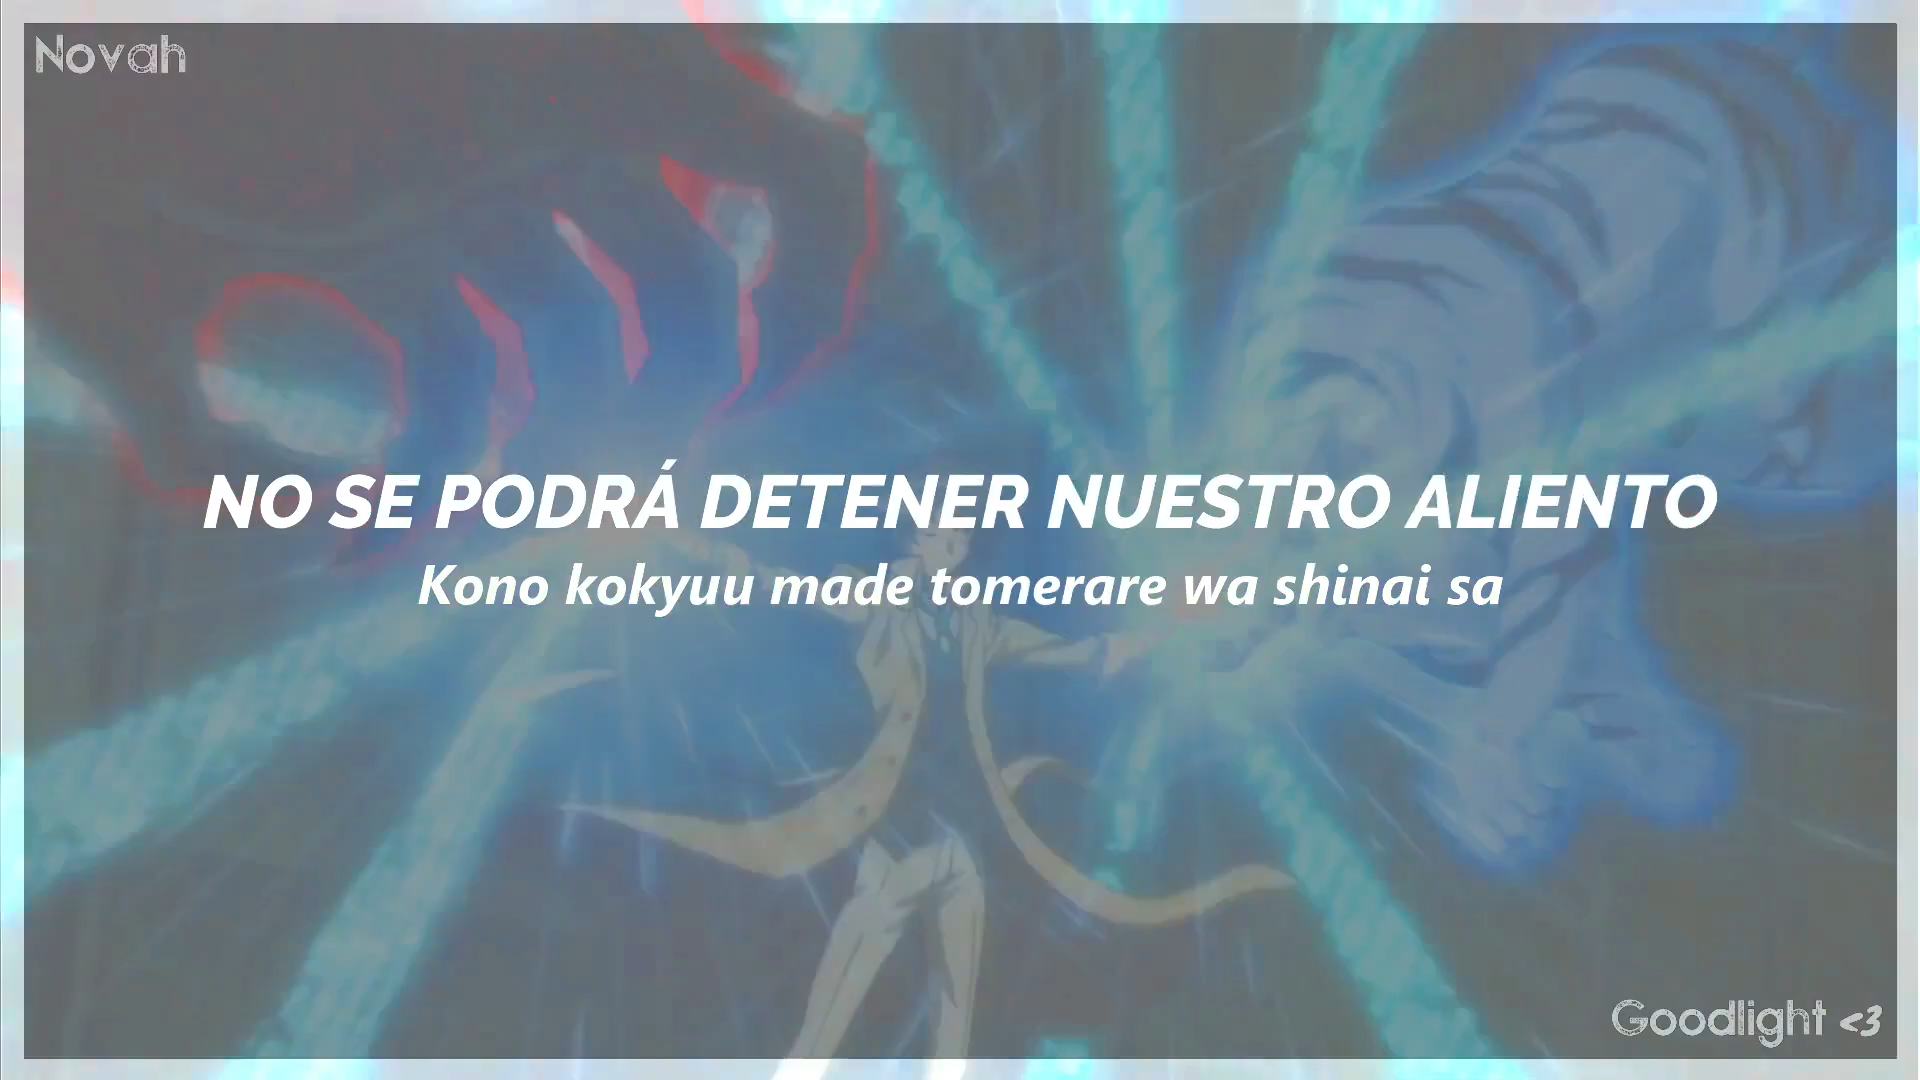 Novah
NO SE PODRÁ DETENER NUESTRO ALIENTO
Kono kokyuu made tomerare wa shinai sa
Goodlight <3